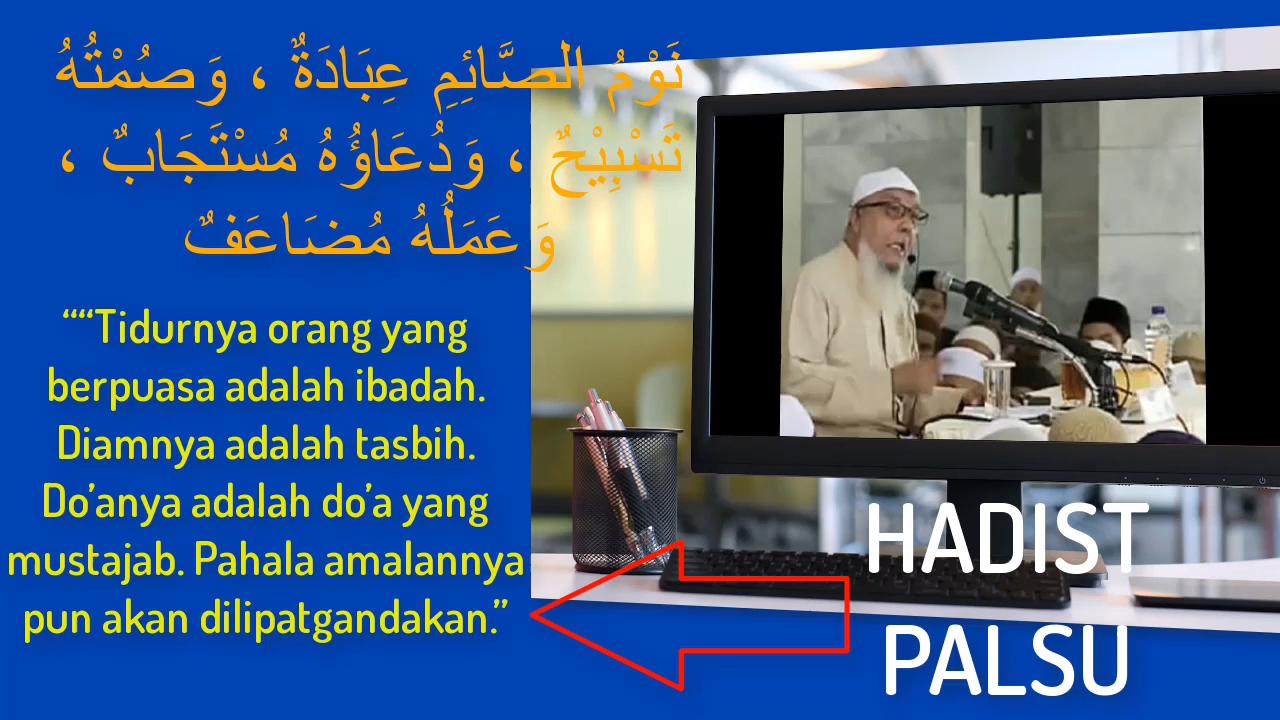 نَوْمُ الصَّائِمِ عِبَادَةٌ ، وَصُمْتُهُ
تَسْبِيْحٌ ، وَدُعَاؤُهُ مُسْتَجَابٌ ،
وَعَمَلُهُ مُضَاعَفٌ
““Tidurnya orang yang
berpuasa adalah ibadah.
Diamnya adalah tasbih.
Do’anya adalah do’a yang
mustajab. Pahala amalannya
pun akan dilipatgandakan.”
HADIST
PALSU